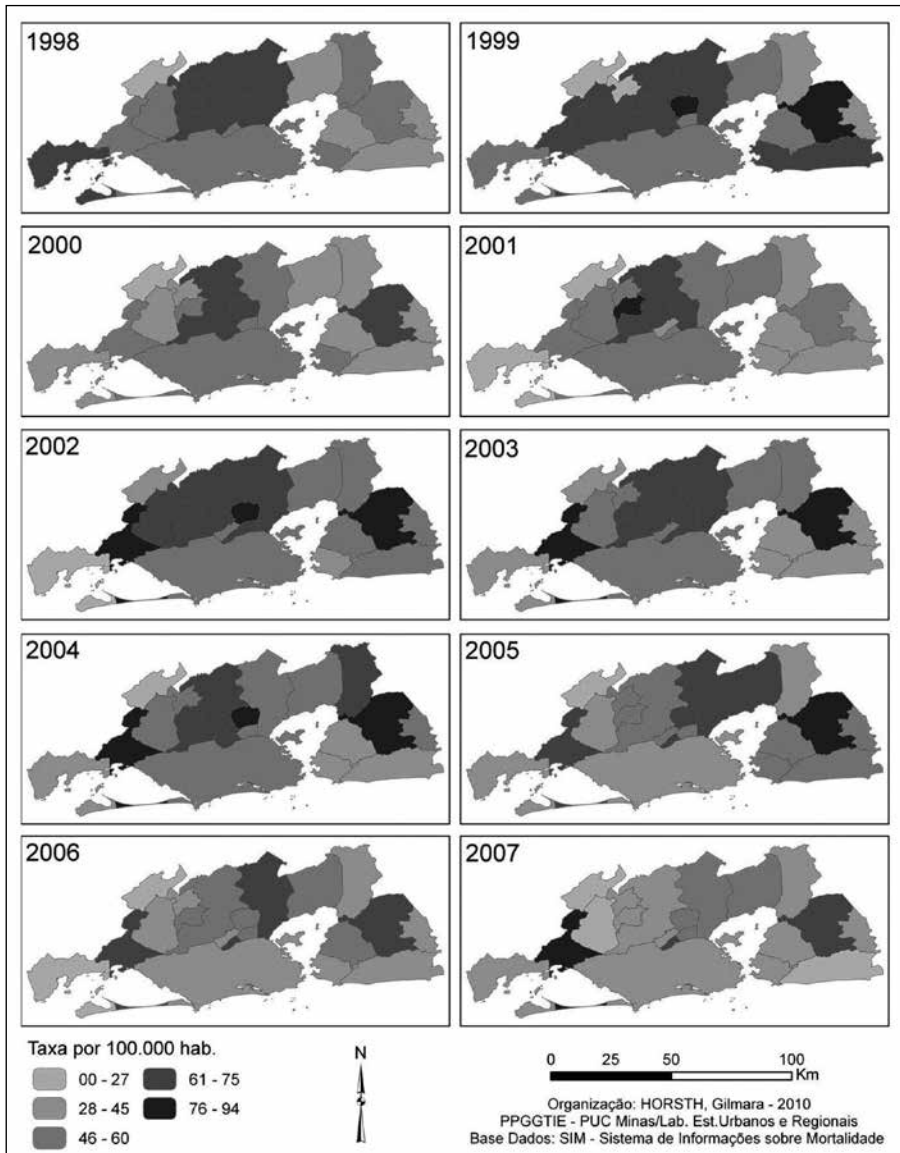 1998
1999
2000
2001
2002
2003
2004
2005
2006
2007
Taxa por 100.000 hab.
00 - 27
28 - 45
46 - 60
61 - 75
76 - 94
N
0 25 50 100
Km
Organização: HORSTH, Gilmara - 2010
PPGGTIE - PUC Minas/Lab. Est.Urbanos e Regionais
Base Dados: SIM - Sistema de Informações sobre Mortalidade